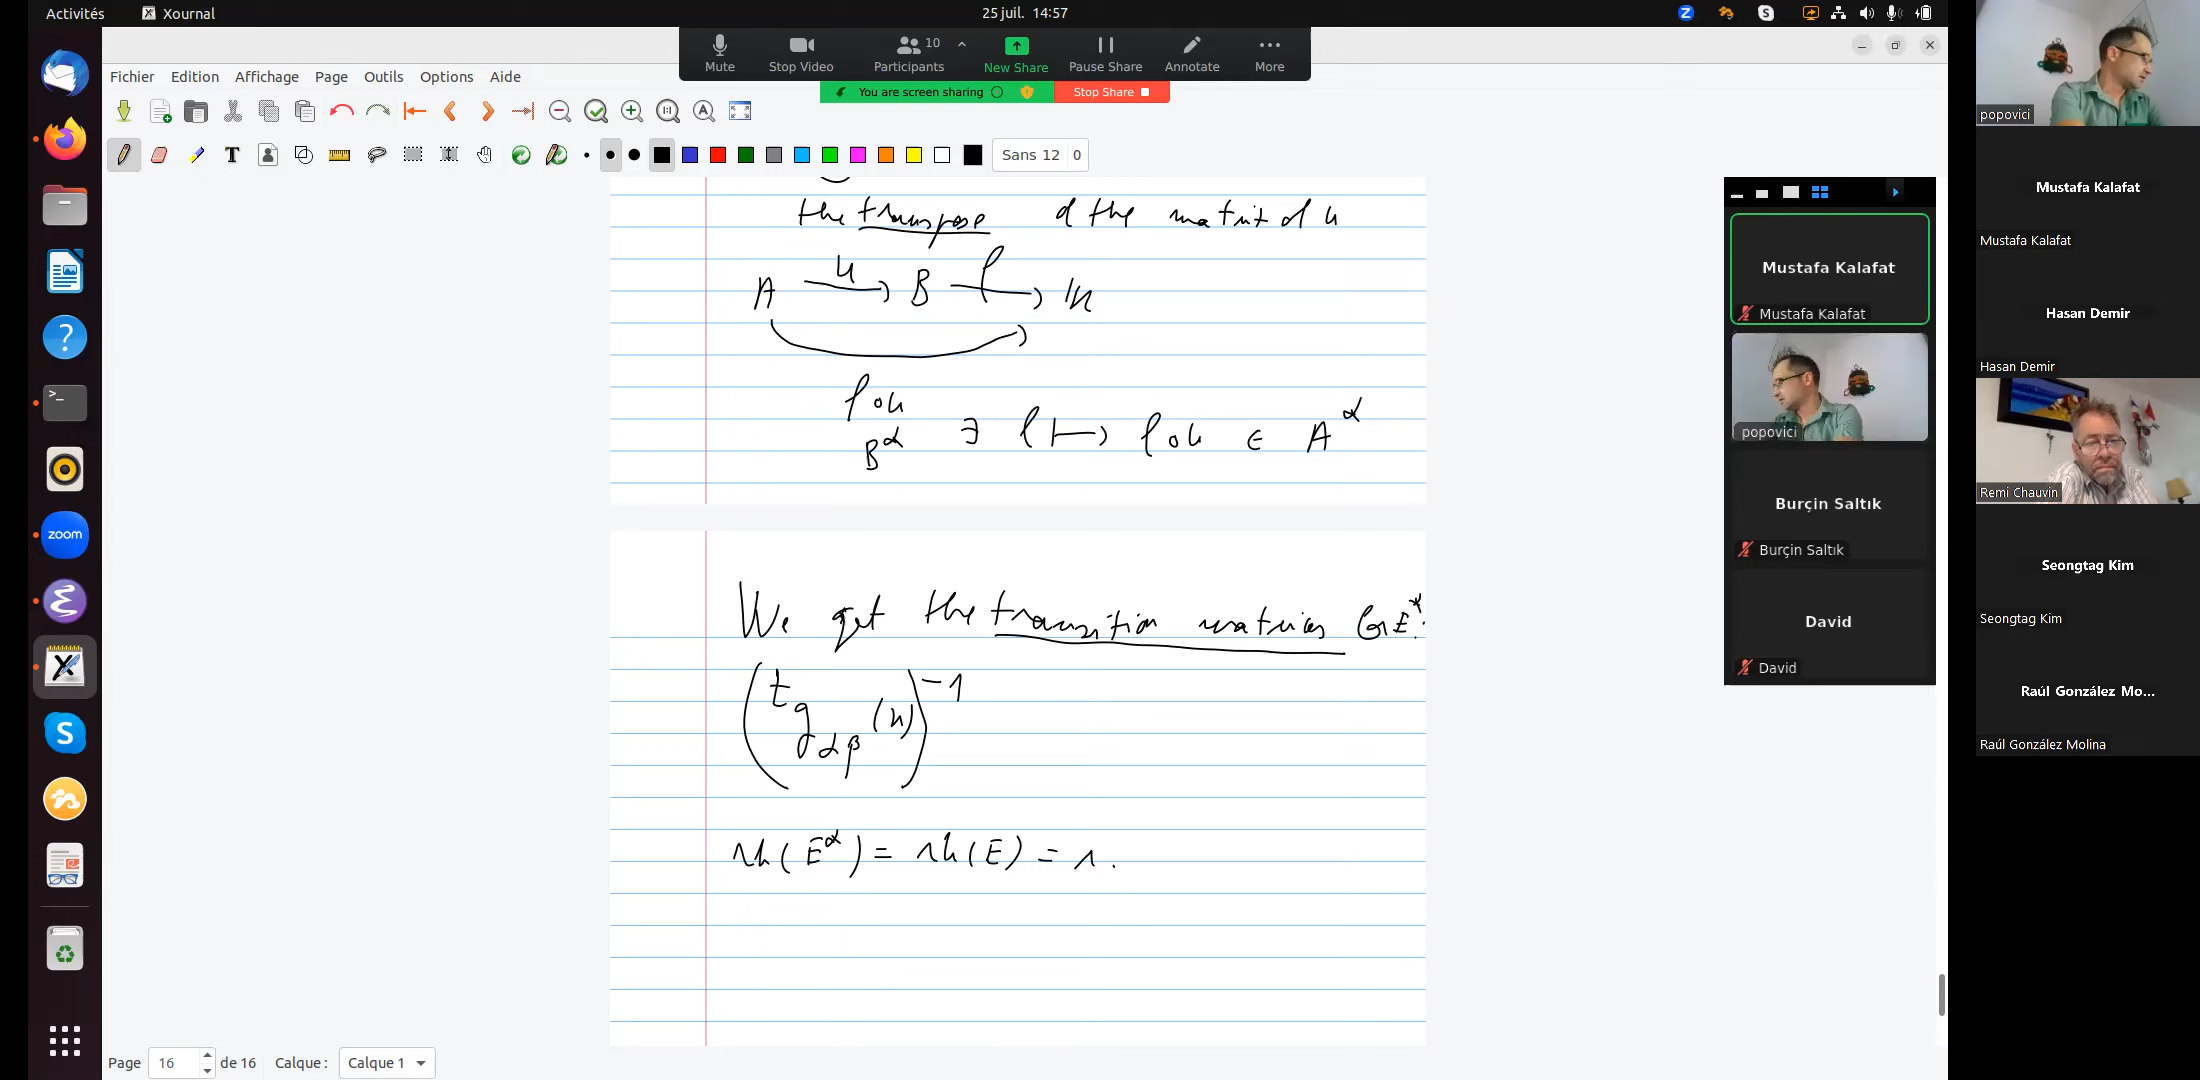 Activités
Xournal
25 juil. 14:57
Mute
Stop Video
10
Participants
New Share
Pause Share
Annotate
More
You are screen sharing
Stop Share
Fichier Edition Affichage Page Outils Options Aide
Sans 12 0
the transpose of the matrix of u
A —u→ B —f→ K
f∘u
B* ∋ f ↦ f∘u ∈ A*
We get the transition matrices for E*:
(ᵗg_αβ(x))^-1
rk(E*) = rk(E) = r.
Page 16 de 16 Calque : Calque 1
zoom
Mustafa Kalafat
Mustafa Kalafat
popovici
Burçin Saltık
Burçin Saltık
David
David
popovici
Mustafa Kalafat
Mustafa Kalafat
Hasan Demir
Hasan Demir
Remi Chauvin
Seongtag Kim
Seongtag Kim
Raúl González Mo...
Raúl González Molina